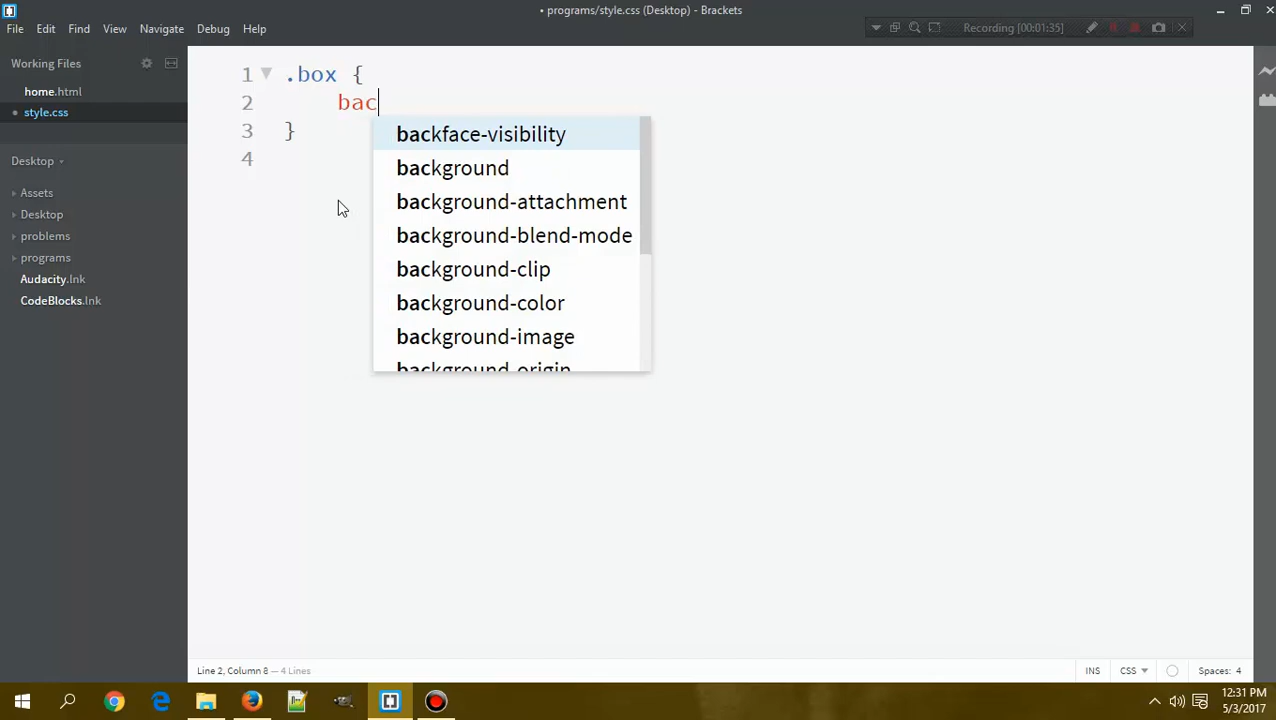 • programs/style.css (Desktop) - Brackets
File Edit Find View Navigate Debug Help
Recording [00:01:35]
Working Files
home.html
• style.css
Desktop
Assets
Desktop
problems
programs
Audacity.lnk
CodeBlocks.lnk
1 .box {
2 bac
3 }
4
backface-visibility
background
background-attachment
background-blend-mode
background-clip
background-color
background-image
background-origin
Line 2, Column 8 — 4 Lines
INS CSS Spaces: 4
12:31 PM
5/3/2017